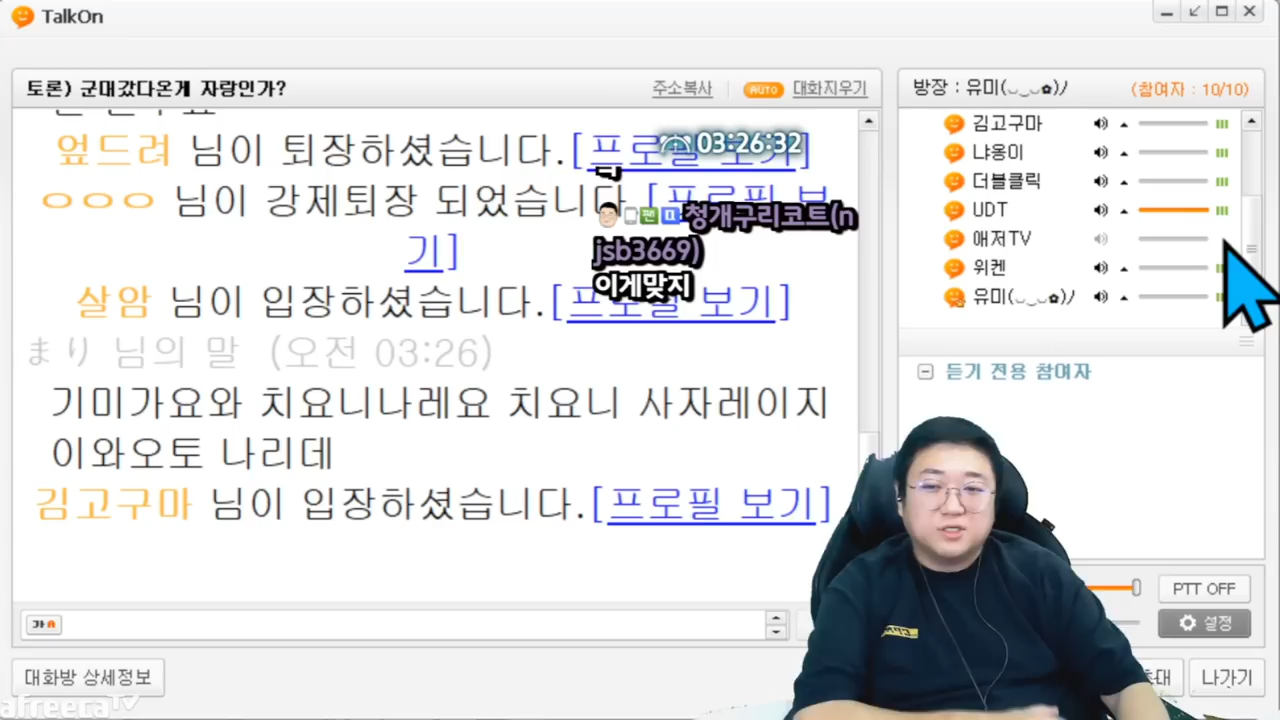 TalkOn
토론) 군대갔다온게 자랑인가?
주소복사
AUTO
대화지우기
방장 : 유미(◡‿◡✿)ノ
(참여자 : 10/10)
엎드려 님이 퇴장하셨습니다.[프로필 보기]
03:26:32
ㅇㅇㅇ 님이 강제퇴장 되었습니다.[프로필 보
기]
팬
청개구리코트(n
jsb3669)
이게맞지
살암 님이 입장하셨습니다.[프로필 보기]
まり 님의 말 (오전 03:26)
기미가요와 치요니나레요 치요니 사자레이지
이와오토 나리데
김고구마 님이 입장하셨습니다.[프로필 보기]
김고구마
냐옹이
더블클릭
UDT
애저TV
위켄
유미(◡‿◡✿)ノ
듣기 전용 참여자
PTT OFF
설정
가A
대화방 상세정보
초대
나가기
afreecaTV